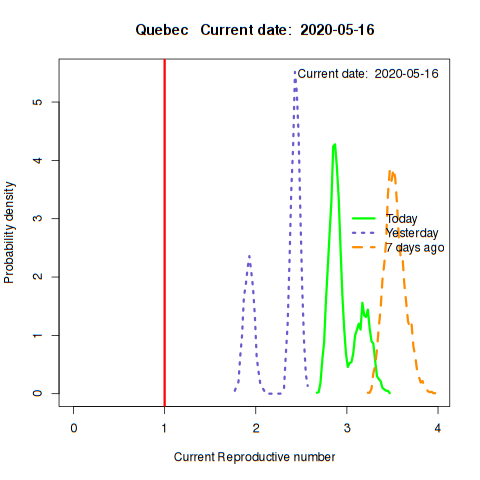 Quebec   Current date:  2020-05-16
Current date:  2020-05-16
Probability density
5
4
3
2
1
0
Today
Yesterday
7 days ago
0 1 2 3 4
Current Reproductive number